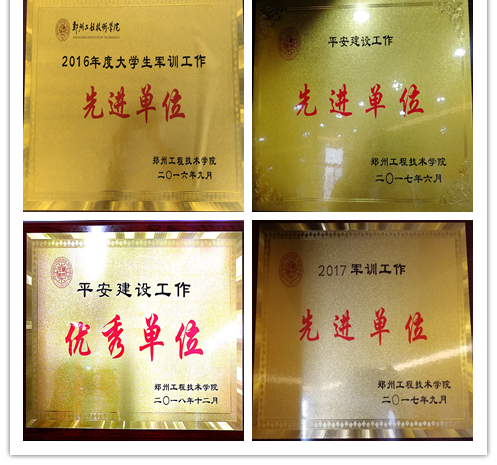 郑州工程技术学院
2016年度大学生军训工作
先进单位
郑州工程技术学院
二〇一六年九月
平安建设工作
先进单位
郑州工程技术学院
二〇一七年六月
平安建设工作
优秀单位
郑州工程技术学院
二〇一八年十二月
2017军训工作
先进单位
郑州工程技术学院
二〇一七年九月